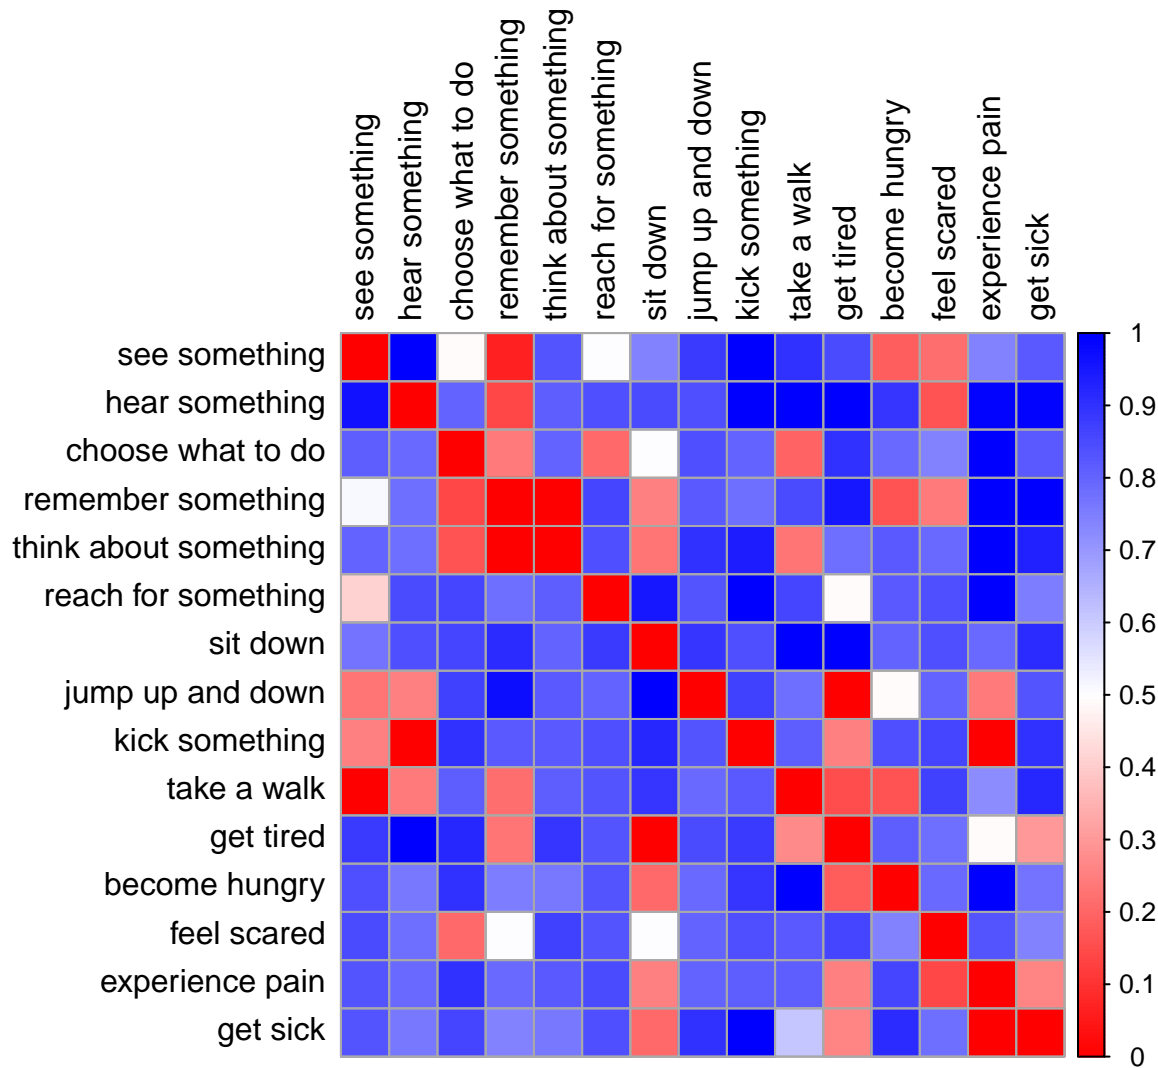 see something
hear something
choose what to do
remember something
think about something
reach for something
sit down
jump up and down
kick something
take a walk
get tired
become hungry
feel scared
experience pain
get sick
see something
hear something
choose what to do
remember something
think about something
reach for something
sit down
jump up and down
kick something
take a walk
get tired
become hungry
feel scared
experience pain
get sick
1
0.9
0.8
0.7
0.6
0.5
0.4
0.3
0.2
0.1
0